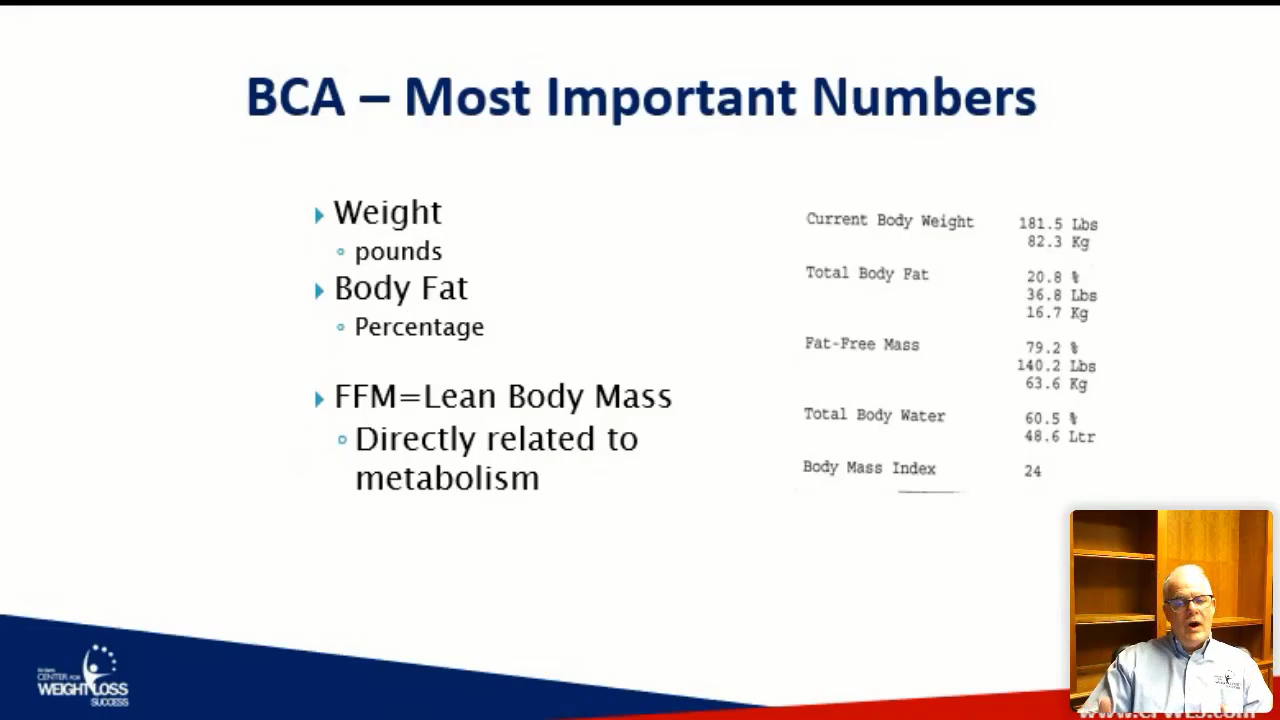 BCA – Most Important Numbers
Weight
pounds
Body Fat
Percentage
FFM=Lean Body Mass
Directly related to
metabolism
Current Body Weight 181.5 Lbs
82.3 Kg
Total Body Fat 20.8 %
36.8 Lbs
16.7 Kg
Fat-Free Mass 79.2 %
140.2 Lbs
63.6 Kg
Total Body Water 60.5 %
48.6 Ltr
Body Mass Index 24
CENTER FOR
WEIGHT LOSS
SUCCESS